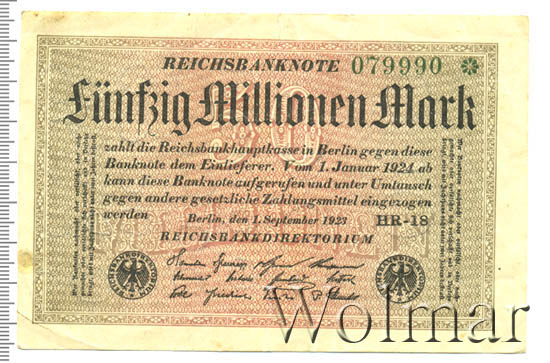 REICHSBANKNOTE 079990 *
Fünfzig Millionen Mark
zahlt die Reichsbankhauptkasse in Berlin gegen diese
Banknote dem Einlieferer. Vom 1. Januar 1924 ab
kann diese Banknote aufgerufen und unter Umtausch
gegen andere gesetzliche Zahlungsmittel eingezogen
werden
Berlin, den 1. September 1923 HR-18
REICHSBANKDIREKTORIUM
50
Wolmar